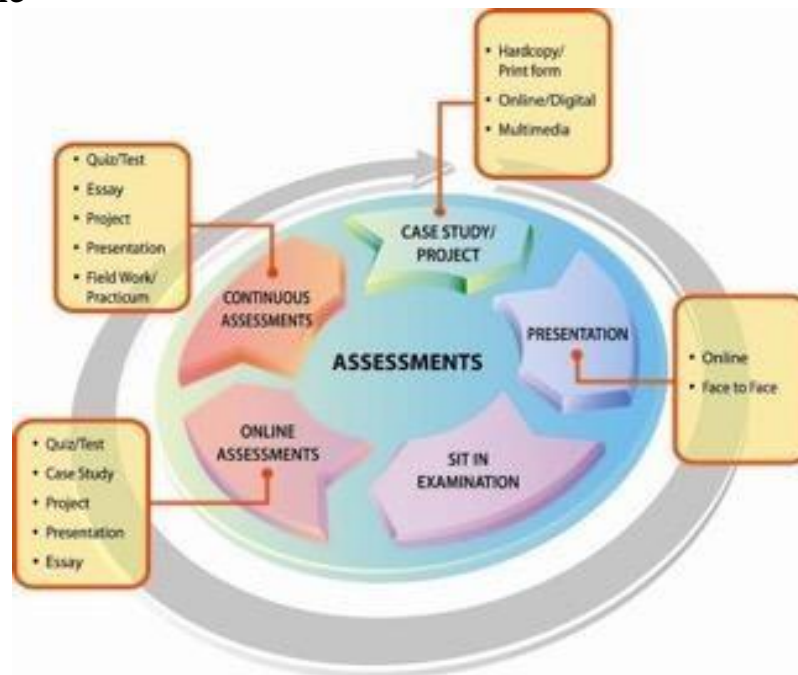 • Hardcopy/
Print form
• Online/Digital
• Multimedia
• Quiz/Test
• Essay
• Project
• Presentation
• Field Work/
Practicum
CASE STUDY/
PROJECT
CONTINUOUS
ASSESSMENTS
PRESENTATION
• Online
• Face to Face
ASSESSMENTS
ONLINE
ASSESSMENTS
SIT IN
EXAMINATION
• Quiz/Test
• Case Study
• Project
• Presentation
• Essay